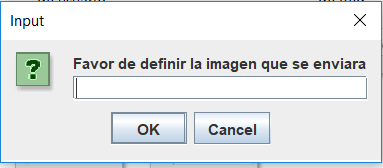 Input
Favor de definir la imagen que se enviara
OK
Cancel